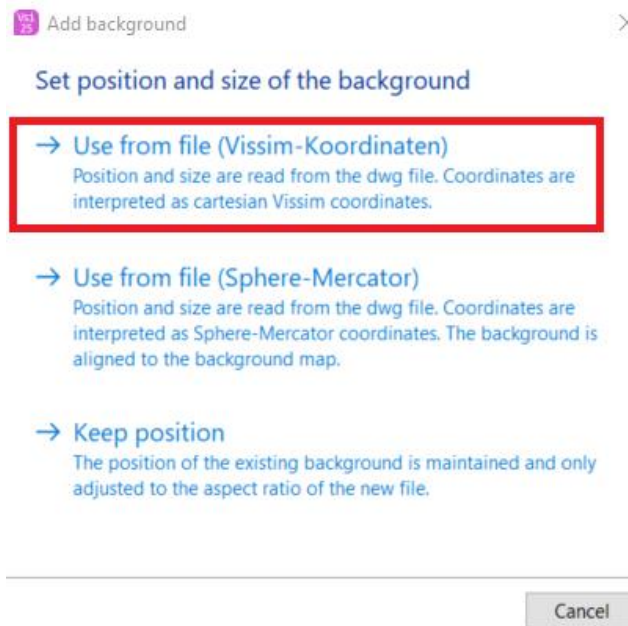 Vs1
25
Add background
Set position and size of the background
→ Use from file (Vissim-Koordinaten)
Position and size are read from the dwg file. Coordinates are
interpreted as cartesian Vissim coordinates.
→ Use from file (Sphere-Mercator)
Position and size are read from the dwg file. Coordinates are
interpreted as Sphere-Mercator coordinates. The background is
aligned to the background map.
→ Keep position
The position of the existing background is maintained and only
adjusted to the aspect ratio of the new file.
Cancel